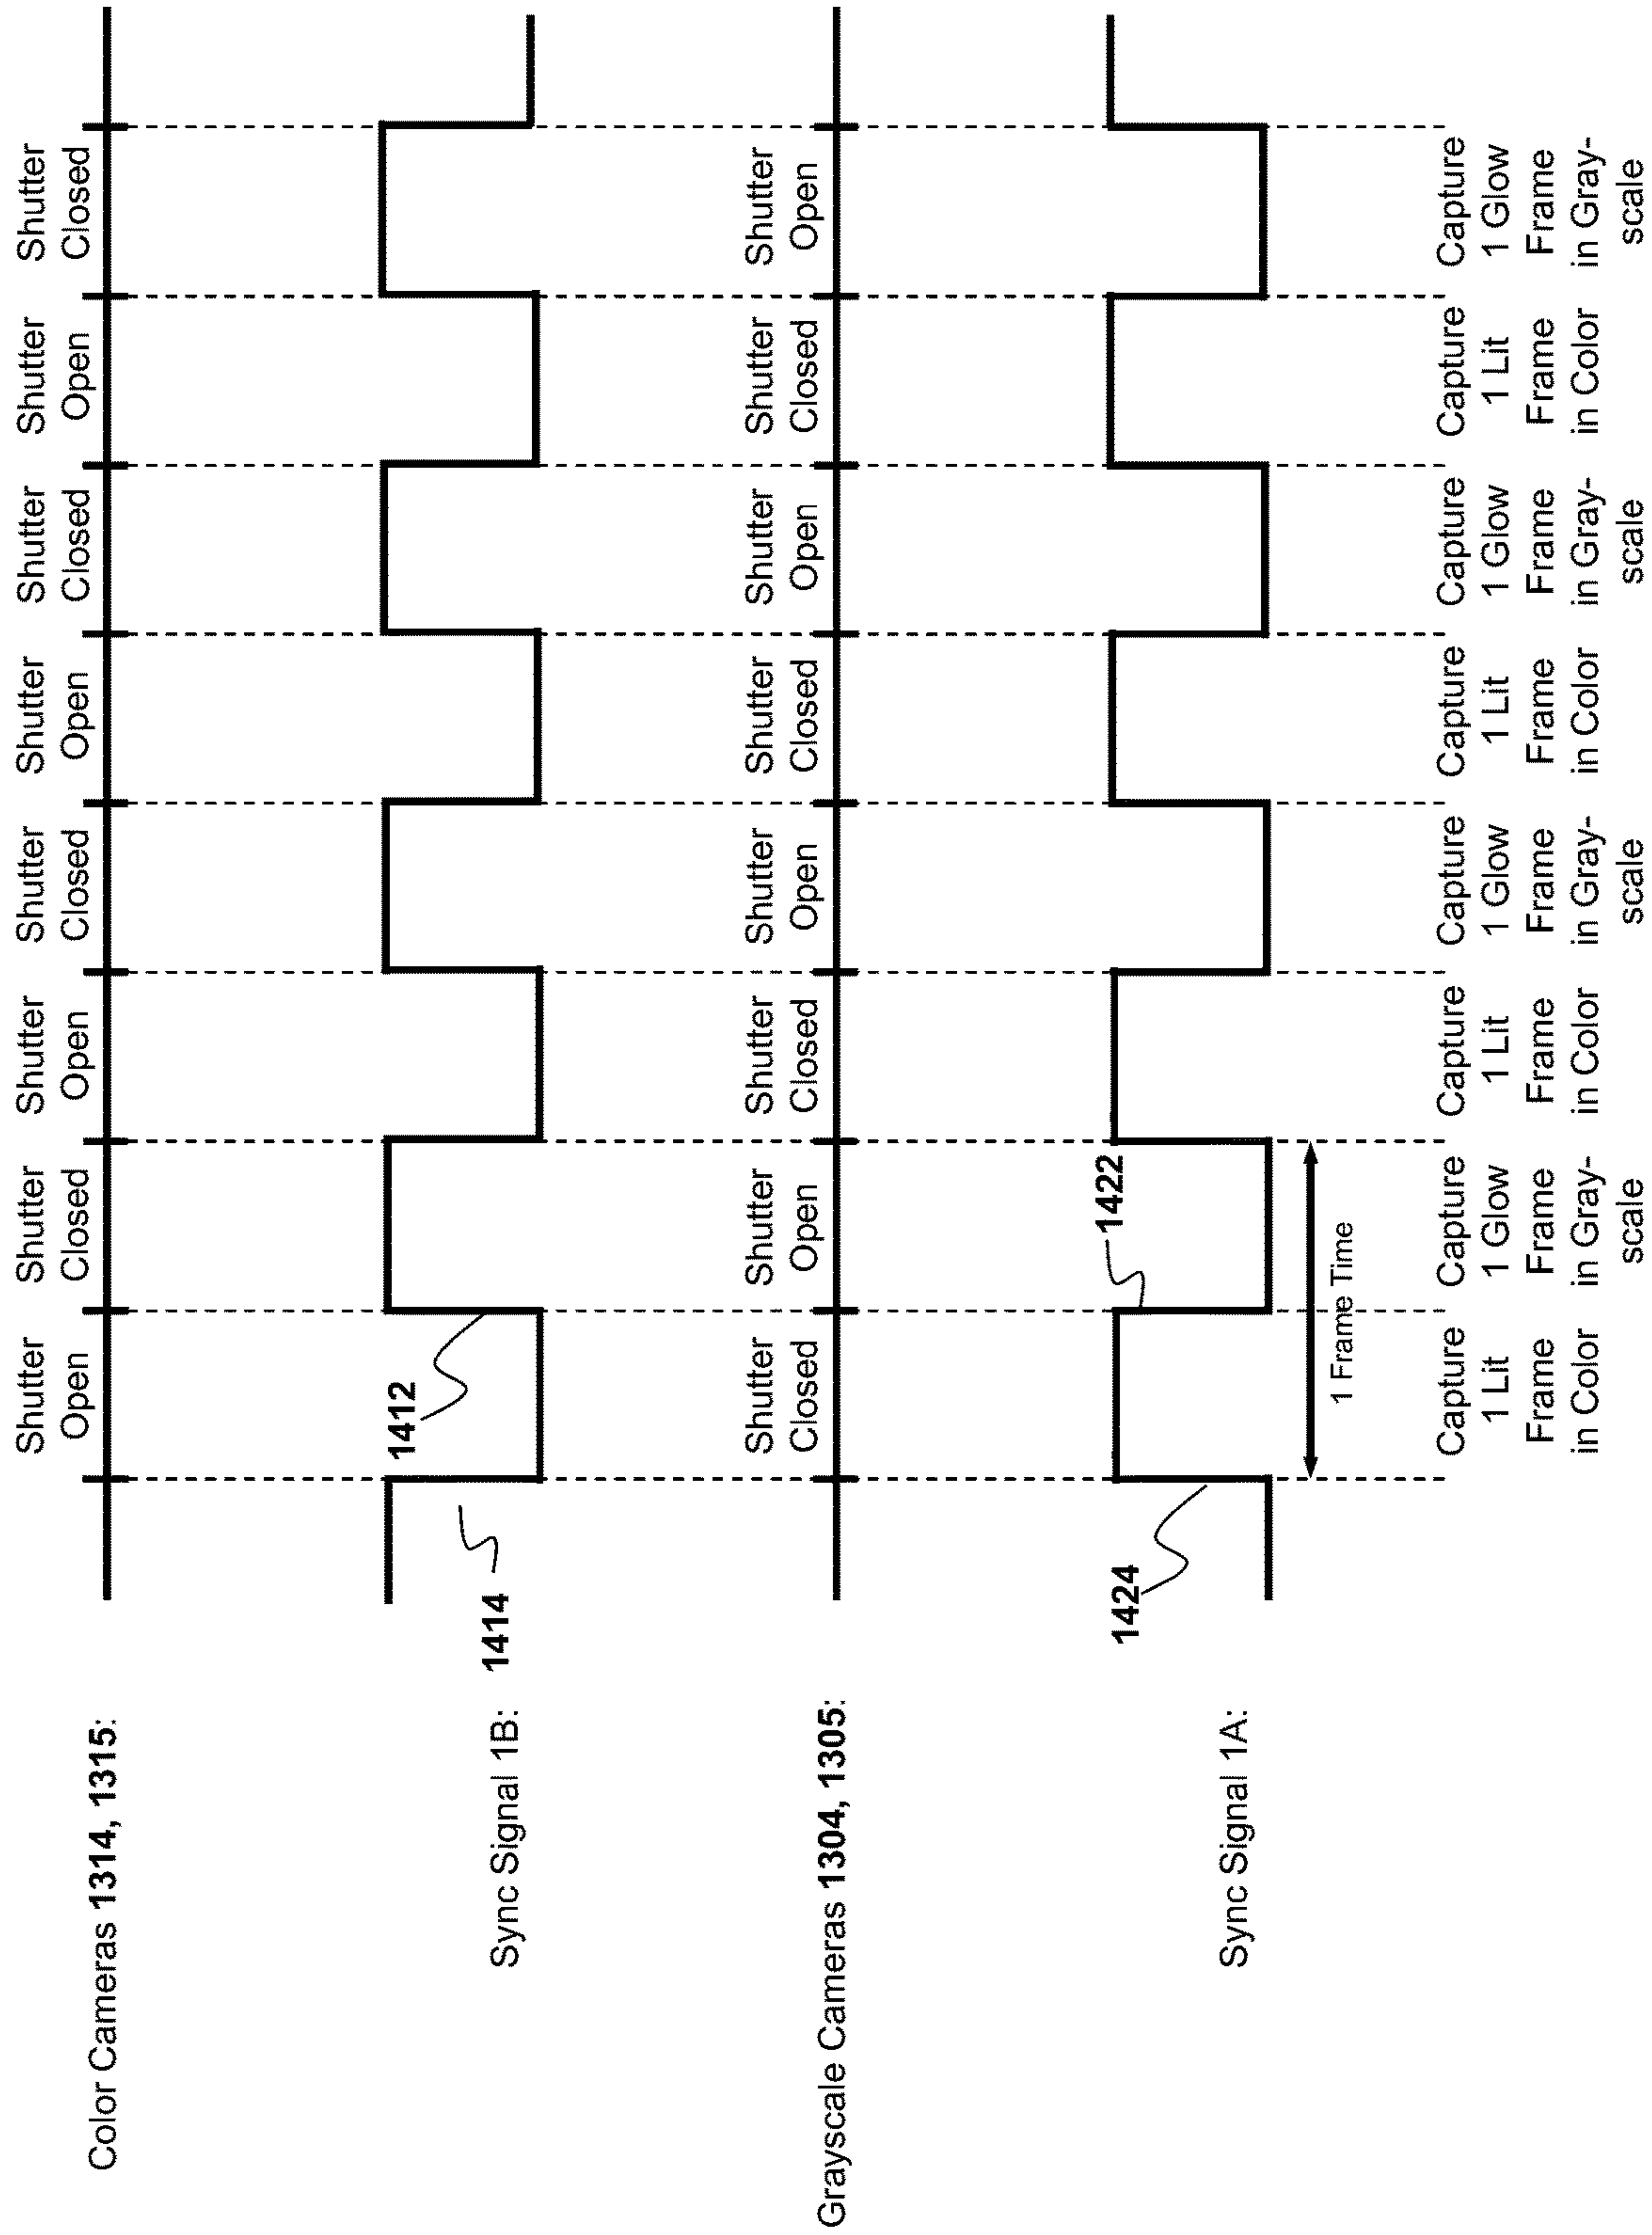 Color Cameras 1314, 1315:
Shutter
Open
Shutter
Closed
Shutter
Open
Shutter
Closed
Shutter
Open
Shutter
Closed
Shutter
Open
Shutter
Closed
1412
1414
Sync Signal 1B:
Grayscale Cameras 1304, 1305:
Shutter
Closed
Shutter
Open
Shutter
Closed
Shutter
Open
Shutter
Closed
Shutter
Open
Shutter
Closed
Shutter
Open
1422
1424
Sync Signal 1A:
1 Frame Time
Capture
1 Lit
Frame
in Color
Capture
1 Glow
Frame
in Gray-
scale
Capture
1 Lit
Frame
in Color
Capture
1 Glow
Frame
in Gray-
scale
Capture
1 Lit
Frame
in Color
Capture
1 Glow
Frame
in Gray-
scale
Capture
1 Lit
Frame
in Color
Capture
1 Glow
Frame
in Gray-
scale